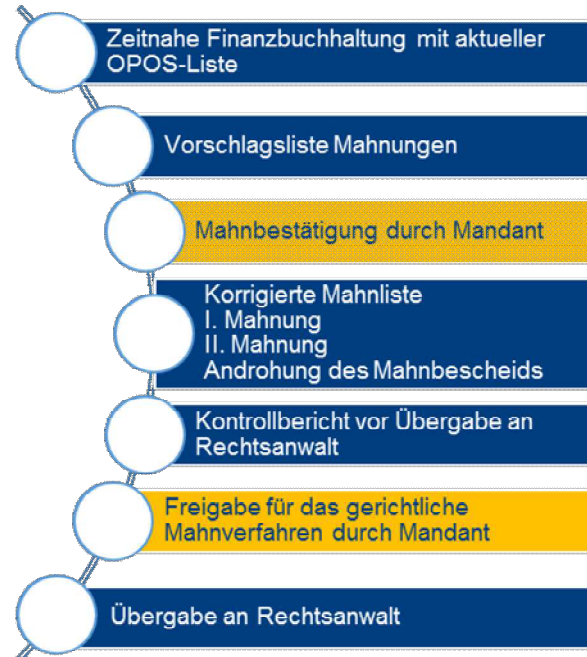 Zeitnahe Finanzbuchhaltung mit aktueller
OPOS-Liste
Vorschlagsliste Mahnungen
Mahnbestätigung durch Mandant
Korrigierte Mahnliste
I. Mahnung
II. Mahnung
Androhung des Mahnbescheids
Kontrollbericht vor Übergabe an
Rechtsanwalt
Freigabe für das gerichtliche
Mahnverfahren durch Mandant
Übergabe an Rechtsanwalt